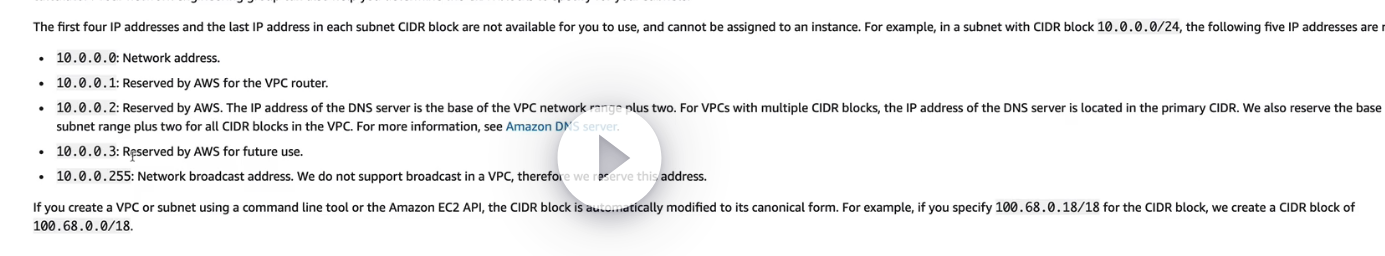 The first four IP addresses and the last IP address in each subnet CIDR block are not available for you to use, and cannot be assigned to an instance. For example, in a subnet with CIDR block 10.0.0.0/24, the following five IP addresses are
• 10.0.0.0: Network address.
• 10.0.0.1: Reserved by AWS for the VPC router.
• 10.0.0.2: Reserved by AWS. The IP address of the DNS server is the base of the VPC network range plus two. For VPCs with multiple CIDR blocks, the IP address of the DNS server is located in the primary CIDR. We also reserve the base
subnet range plus two for all CIDR blocks in the VPC. For more information, see Amazon DNS server.
• 10.0.0.3: Reserved by AWS for future use.
• 10.0.0.255: Network broadcast address. We do not support broadcast in a VPC, therefore we reserve this address.
If you create a VPC or subnet using a command line tool or the Amazon EC2 API, the CIDR block is automatically modified to its canonical form. For example, if you specify 100.68.0.18/18 for the CIDR block, we create a CIDR block of
100.68.0.0/18.